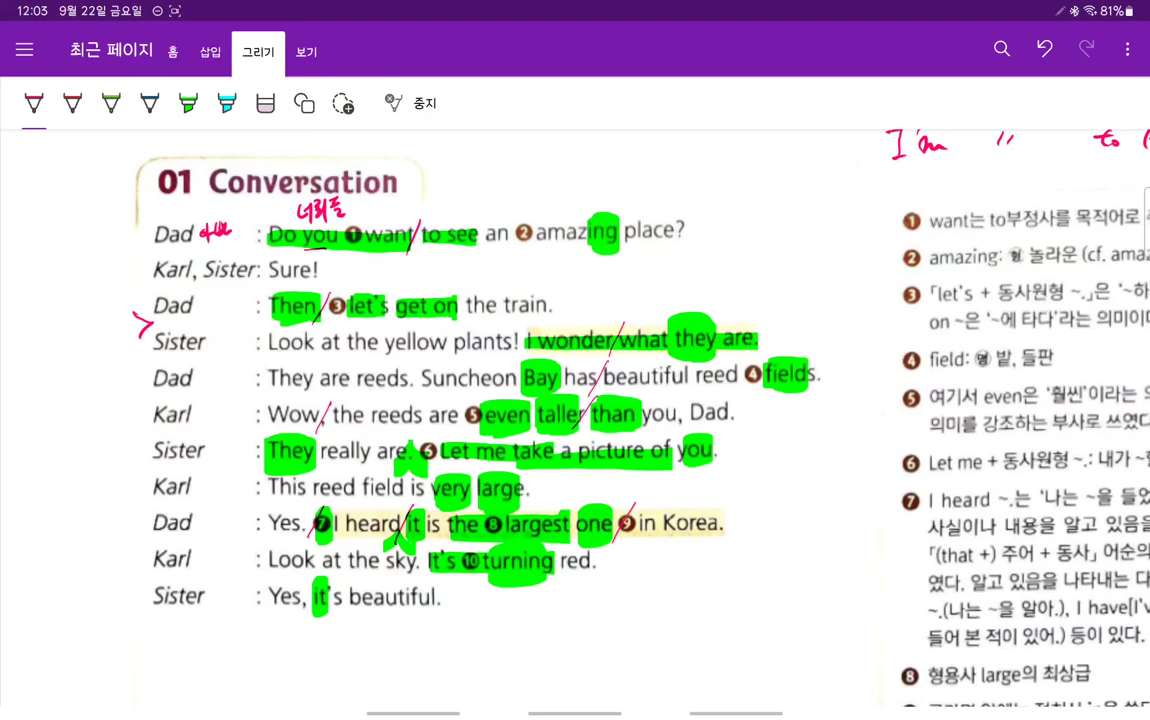 12:03 9월 22일 금요일 81%
최근 페이지 홈 삽입 그리기 보기
중지
I'm 〃 to
01 Conversation
너희들
Dad 아빠 : Do you ❶want to see an ❷amazing place?
Karl, Sister: Sure!
Dad : Then ❸let's get on the train.
Sister : Look at the yellow plants! I wonder what they are.
Dad : They are reeds. Suncheon Bay has beautiful reed ❹fields.
Karl : Wow, the reeds are ❺even taller than you, Dad.
Sister : They really are. ❻Let me take a picture of you.
Karl : This reed field is very large.
Dad : Yes. ❼I heard it is the ❽largest one ❾in Korea.
Karl : Look at the sky. It's ❿turning red.
Sister : Yes, it's beautiful.
❶ want는 to부정사를 목적어로
❷ amazing: 형 놀라운 (cf. amaz
❸ 「let's + 동사원형 ~.」은 '~하
on ~은 '~에 타다'라는 의미이다
❹ field: 명 밭, 들판
❺ 여기서 even은 '훨씬'이라는 의
의미를 강조하는 부사로 쓰였다
❻ Let me + 동사원형 ~.: 내가 ~
❼ I heard ~.는 '나는 ~을 들었
사실이나 내용을 알고 있음을
「(that +) 주어 + 동사」 어순의
였다. 알고 있음을 나타내는 다
~.(나는 ~을 알아.), I have[I'v
들어 본 적이 있어.) 등이 있다.
❽ 형용사 large의 최상급